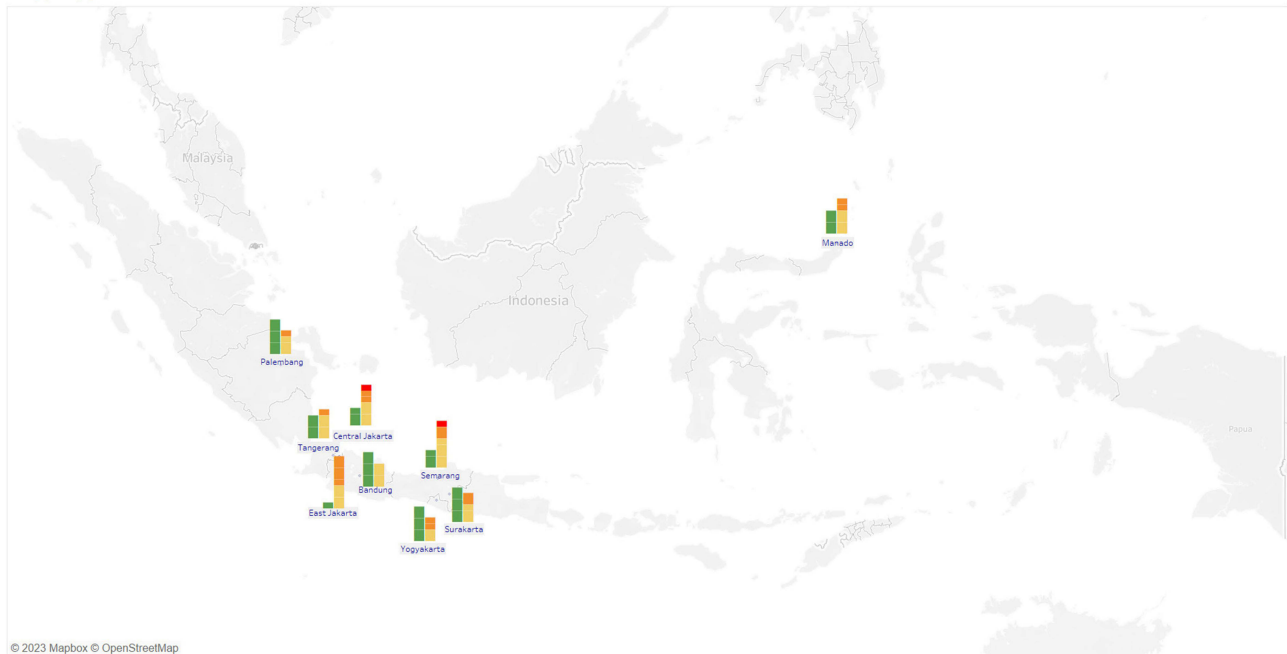 Malaysia
Manado
Indonesia
Palembang
Central Jakarta
Tangerang
Semarang
Bandung
East Jakarta
Surakarta
Yogyakarta
Papua
© 2023 Mapbox © OpenStreetMap